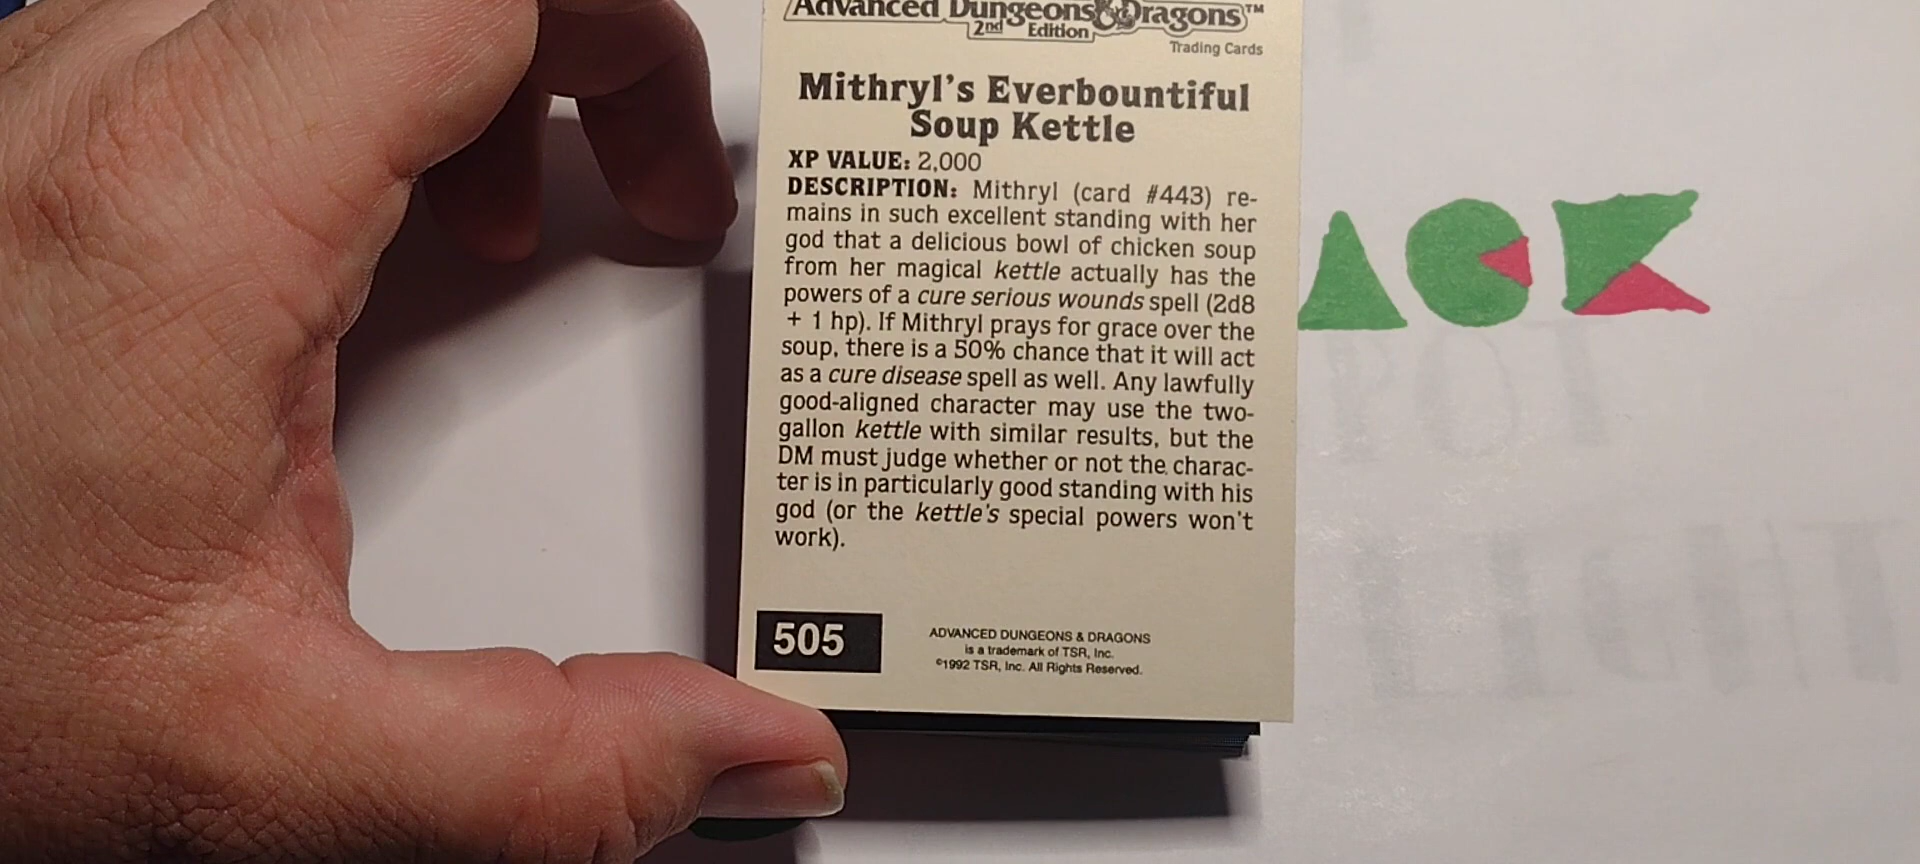 Advanced Dungeons & Dragons™
2nd Edition
Trading Cards
Mithryl's Everbountiful
Soup Kettle
XP VALUE: 2,000
DESCRIPTION: Mithryl (card #443) re-
mains in such excellent standing with her
god that a delicious bowl of chicken soup
from her magical kettle actually has the
powers of a cure serious wounds spell (2d8
+ 1 hp). If Mithryl prays for grace over the
soup, there is a 50% chance that it will act
as a cure disease spell as well. Any lawfully
good-aligned character may use the two-
gallon kettle with similar results, but the
DM must judge whether or not the charac-
ter is in particularly good standing with his
god (or the kettle's special powers won't
work).
505
ADVANCED DUNGEONS & DRAGONS
is a trademark of TSR, Inc.
©1992 TSR, Inc. All Rights Reserved.
ACK